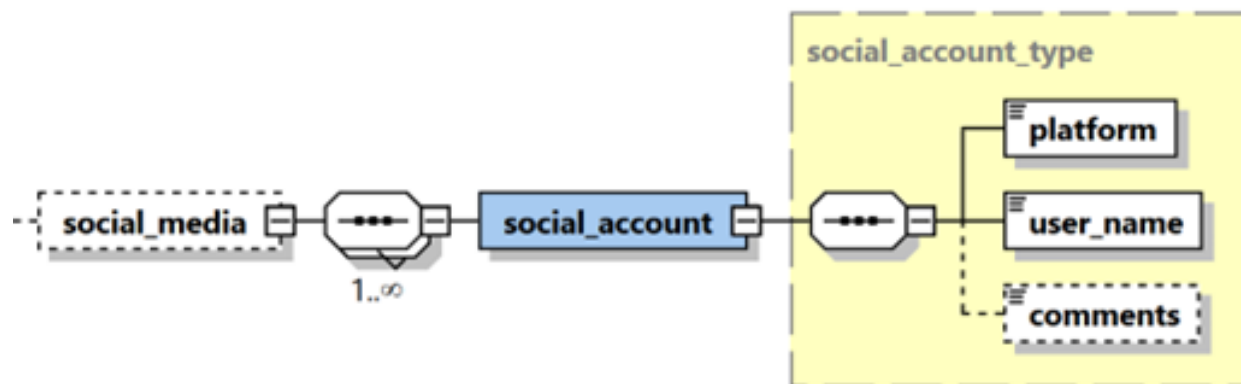 social_account_type
platform
social_media
social_account
user_name
1..∞
comments